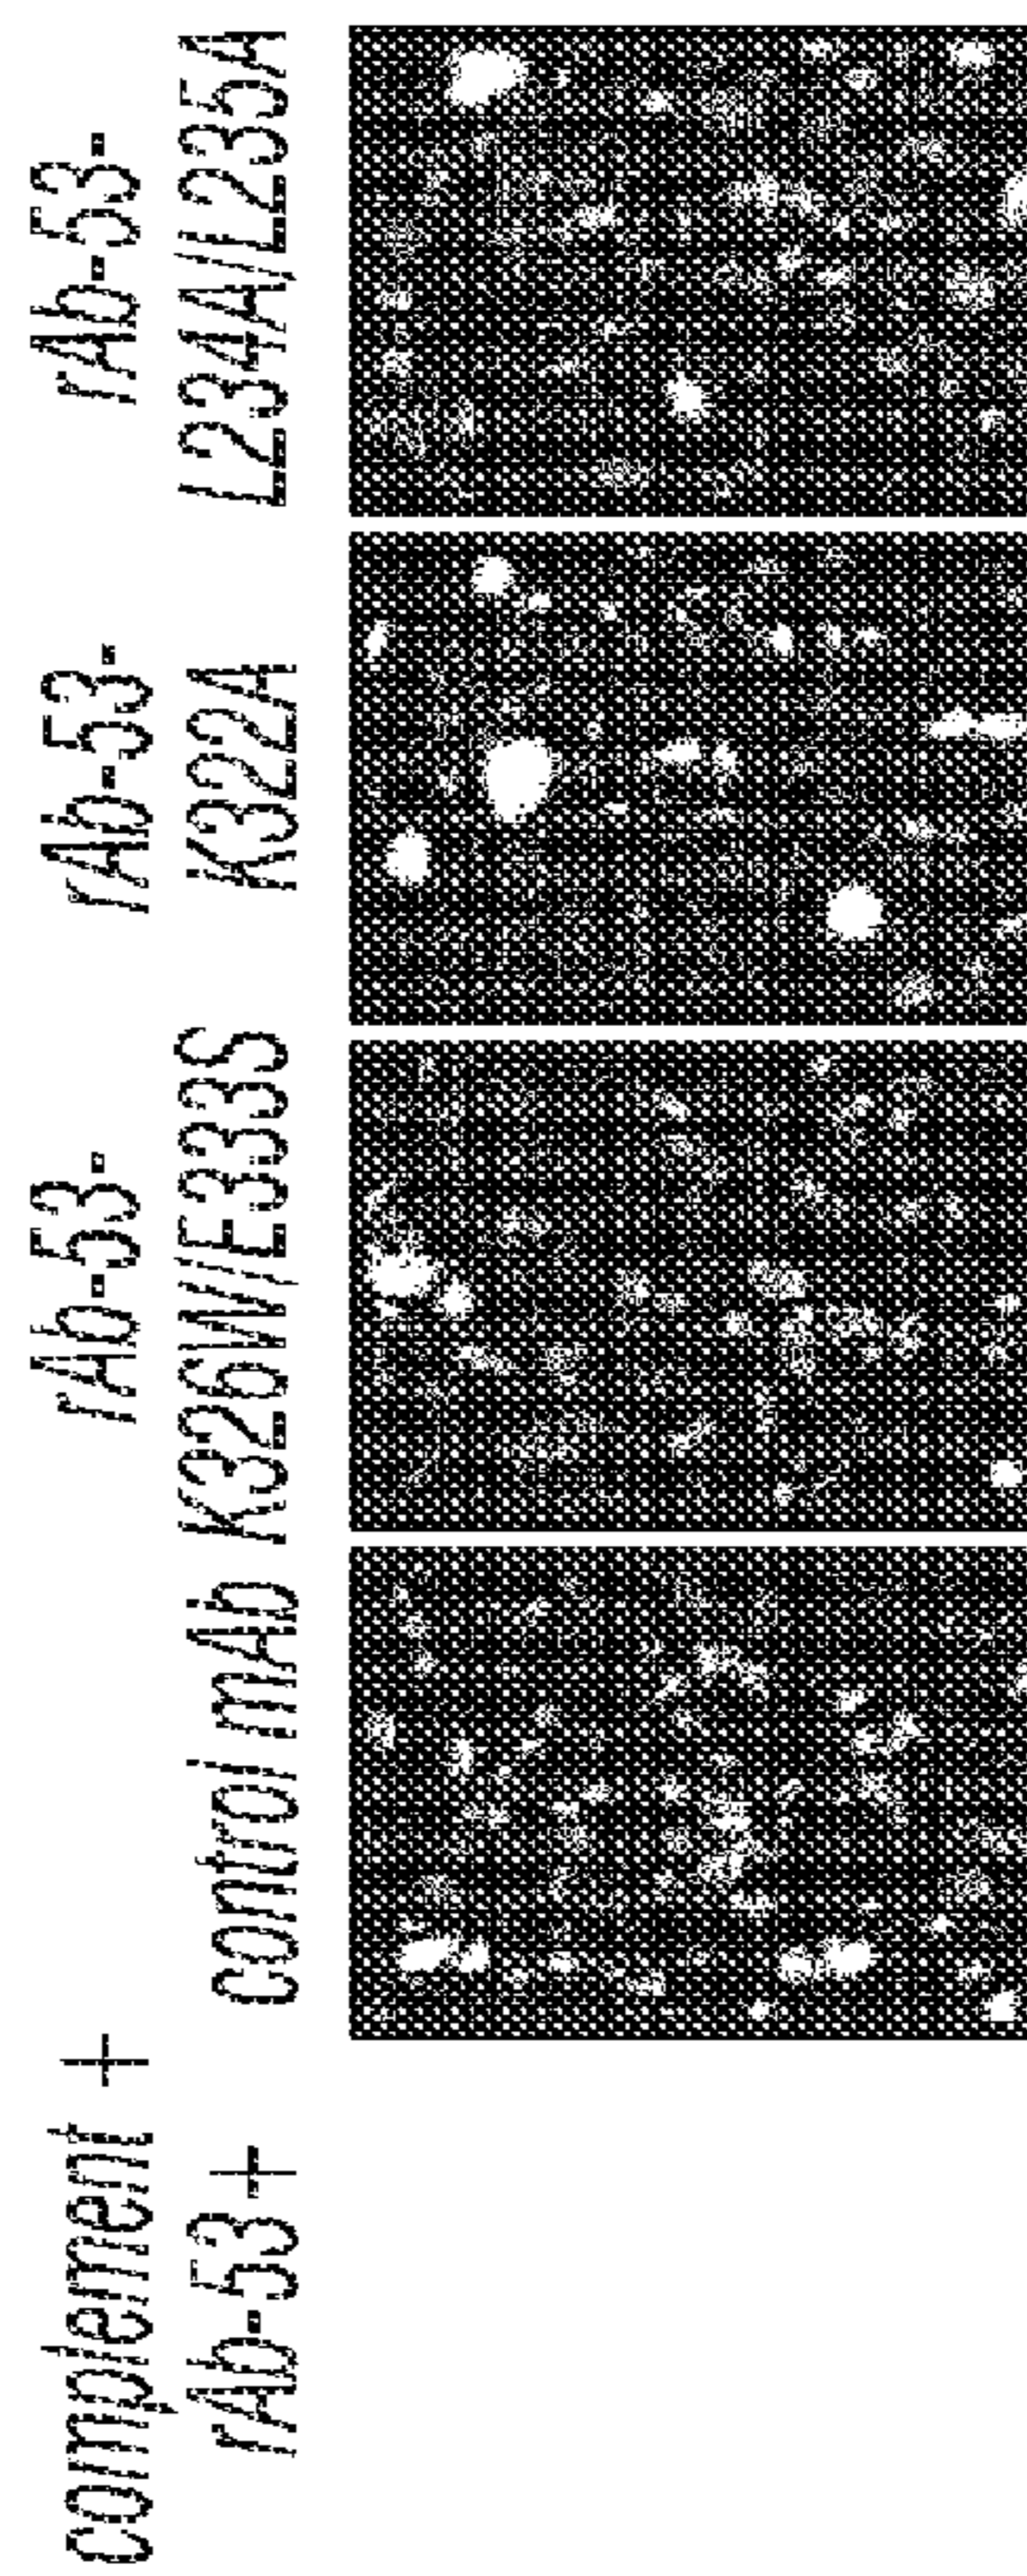 complement +
rAb-53 +
control mAb
rAb-53-
K326W/E333S
rAb-53-
K322A
rAb-53-
L234A/L235A